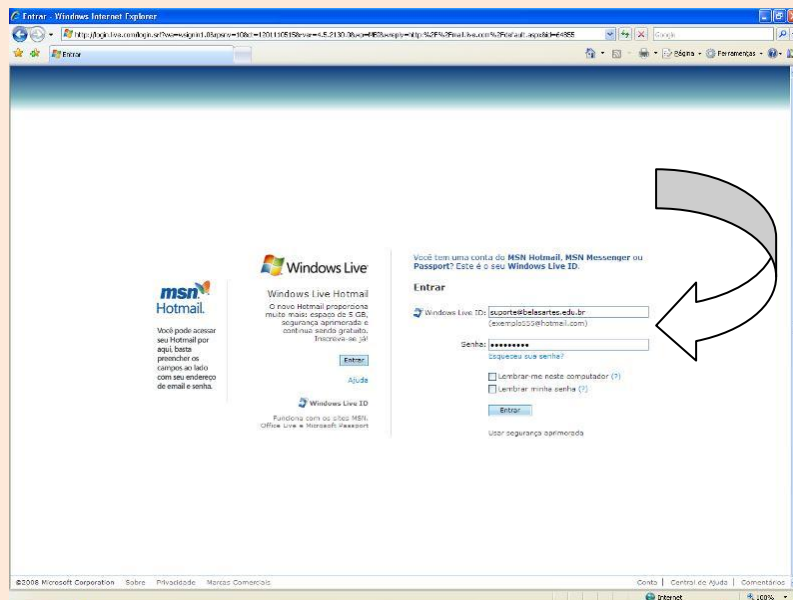 Entrar - Windows Internet Explorer
Google
Entrar
Página
Ferramentas
msn
Hotmail.
Você pode acessar
seu Hotmail por
aqui, basta
preencher os
campos ao lado
com seu endereço
de email e senha.
Windows Live
Windows Live Hotmail
O novo Hotmail proporciona
muito mais: espaço de 5 GB,
segurança aprimorada e
continua sendo gratuito.
Inscreva-se já!
Entrar
Ajuda
Windows Live ID
Funciona com os sites MSN,
Office Live e Microsoft Passport
Você tem uma conta do MSN Hotmail, MSN Messenger ou
Passport? Este é o seu Windows Live ID.
Entrar
Windows Live ID: suporte@belasartes.edu.br
(exemplo555@hotmail.com)
Senha:
Esqueceu sua senha?
Lembrar-me neste computador (?)
Lembrar minha senha (?)
Entrar
Usar segurança aprimorada
©2008 Microsoft Corporation Sobre Privacidade Marcas Comerciais Conta | Central de Ajuda | Comentários
Internet 100%